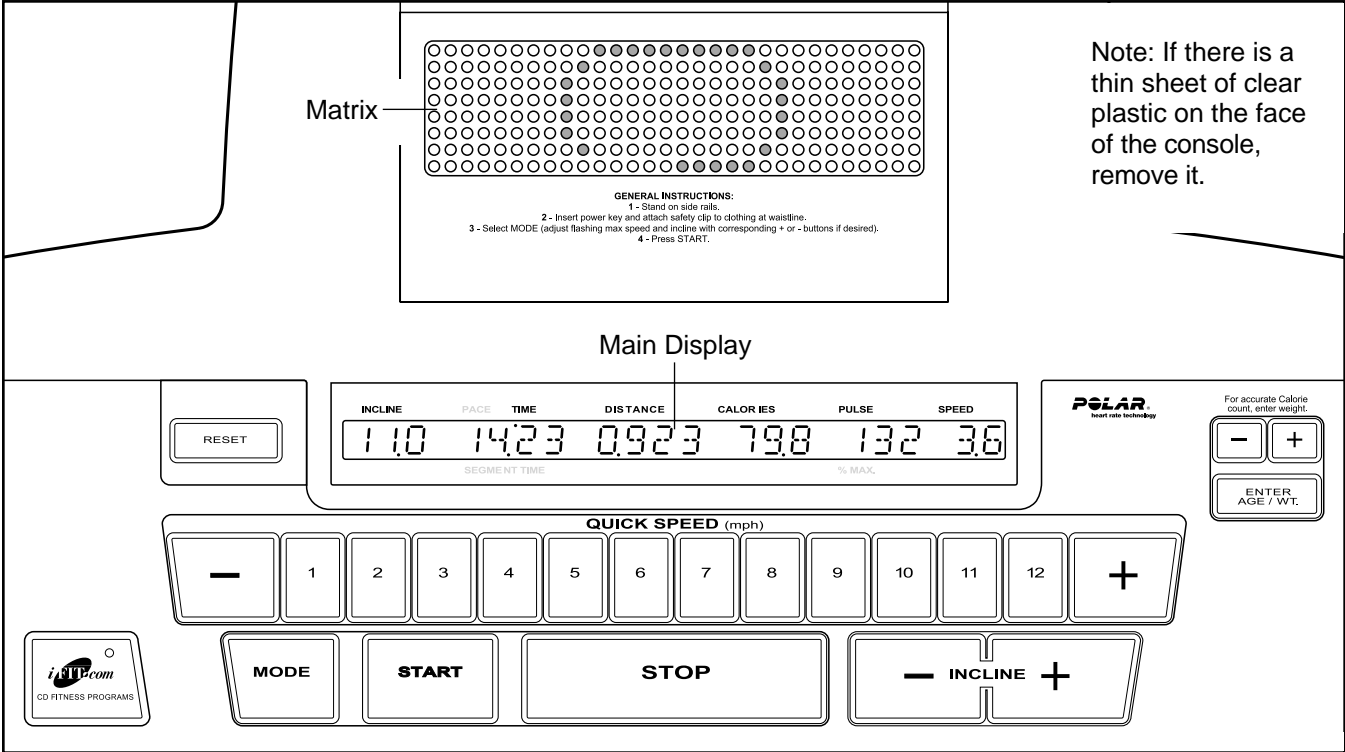 Matrix
Note: If there is a
thin sheet of clear
plastic on the face
of the console,
remove it.
GENERAL INSTRUCTIONS:
1 - Stand on side rails.
2 - Insert power key and attach safety clip to clothing at waistline.
3 - Select MODE (adjust flashing max speed and incline with corresponding + or - buttons if desired).
4 - Press START.
Main Display
RESET
INCLINE PACE TIME DISTANCE CALORIES PULSE SPEED
11.0 14:23 0.923 79.8 132 3.6
SEGMENT TIME % MAX.
POLAR®
heart rate technology
For accurate Calorie
count, enter weight.
- +
ENTER
AGE / WT.
QUICK SPEED (mph)
- 1 2 3 4 5 6 7 8 9 10 11 12 +
iFIT.com
CD FITNESS PROGRAMS
MODE START STOP - INCLINE +